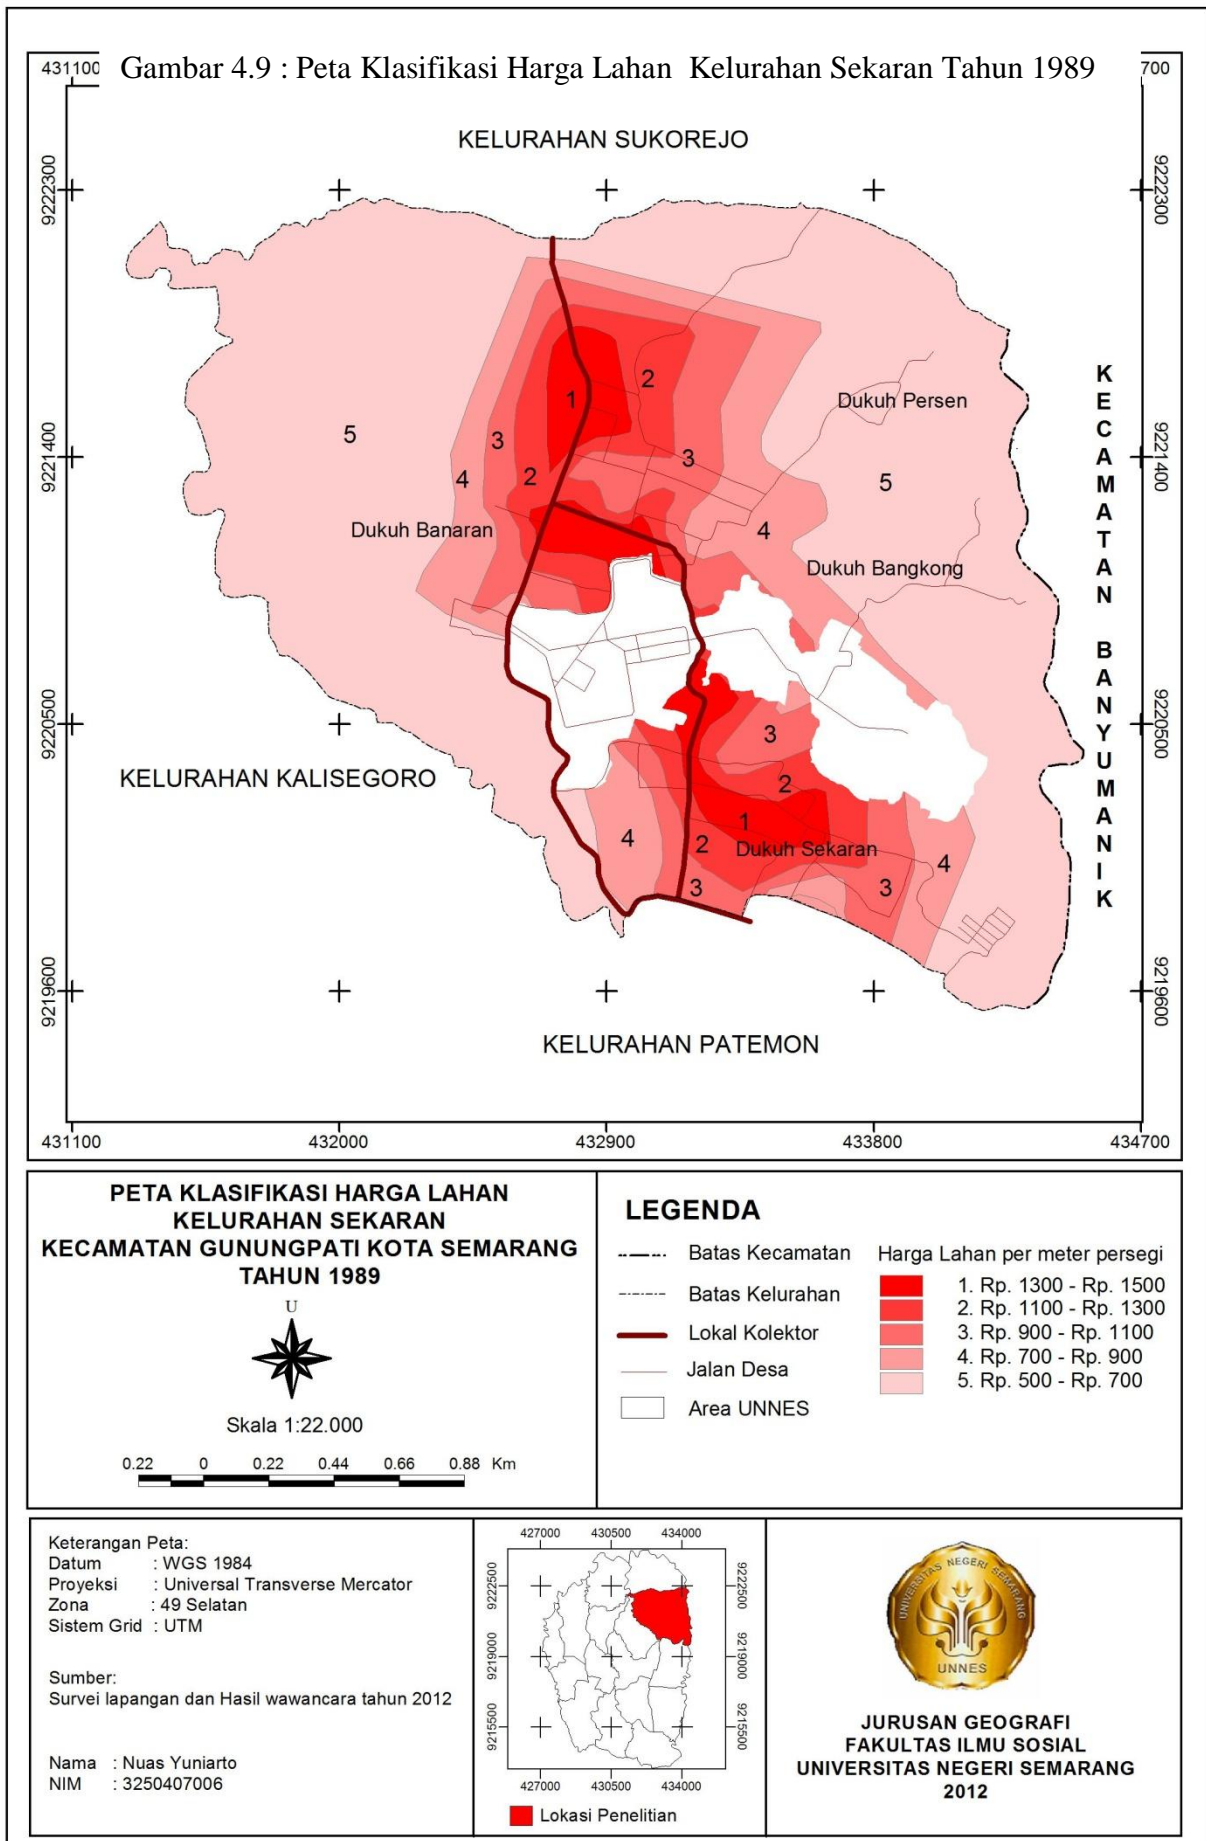 Gambar 4.9 : Peta Klasifikasi Harga Lahan Kelurahan Sekaran Tahun 1989
431100
700
KELURAHAN SUKOREJO
9222300
9222300
2
1
Dukuh Persen
KECAMATAN BANYUMANIK
5
3
3
9221400
9221400
4
2
5
Dukuh Banaran
4
Dukuh Bangkong
9220500
9220500
3
KELURAHAN KALISEGORO
2
1
4
2
Dukuh Sekaran
4
3
3
9219600
9219600
KELURAHAN PATEMON
431100
432000
432900
433800
434700
PETA KLASIFIKASI HARGA LAHAN
KELURAHAN SEKARAN
KECAMATAN GUNUNGPATI KOTA SEMARANG
TAHUN 1989
U
Skala 1:22.000
0.22 0 0.22 0.44 0.66 0.88 Km
LEGENDA
Batas Kecamatan
Batas Kelurahan
Lokal Kolektor
Jalan Desa
Area UNNES
Harga Lahan per meter persegi
1. Rp. 1300 - Rp. 1500
2. Rp. 1100 - Rp. 1300
3. Rp. 900 - Rp. 1100
4. Rp. 700 - Rp. 900
5. Rp. 500 - Rp. 700
Keterangan Peta:
Datum : WGS 1984
Proyeksi : Universal Transverse Mercator
Zona : 49 Selatan
Sistem Grid : UTM
Sumber:
Survei lapangan dan Hasil wawancara tahun 2012
Nama : Nuas Yuniarto
NIM : 3250407006
427000 430500 434000
9222500
9222500
9219000
9219000
9215500
9215500
427000 430500 434000
Lokasi Penelitian
UNIVERSITAS NEGERI SEMARANG
UNNES
JURUSAN GEOGRAFI
FAKULTAS ILMU SOSIAL
UNIVERSITAS NEGERI SEMARANG
2012